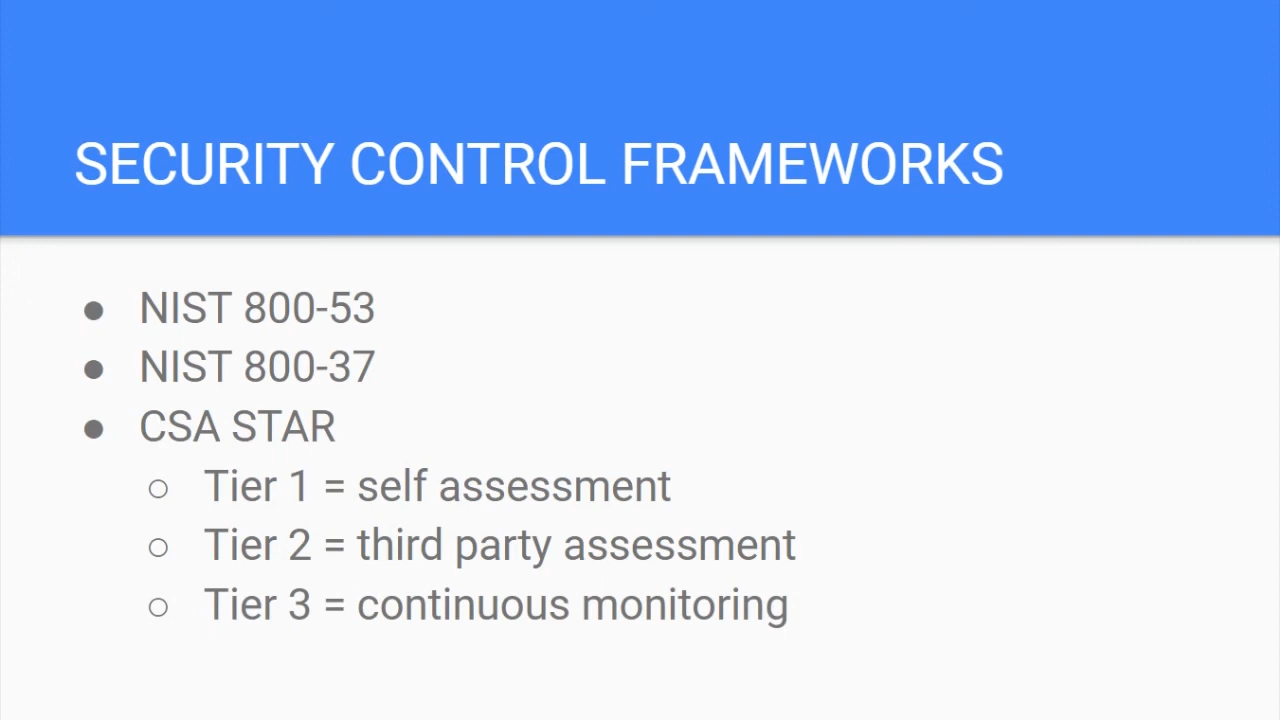 SECURITY CONTROL FRAMEWORKS
● NIST 800-53
● NIST 800-37
● CSA STAR
○ Tier 1 = self assessment
○ Tier 2 = third party assessment
○ Tier 3 = continuous monitoring